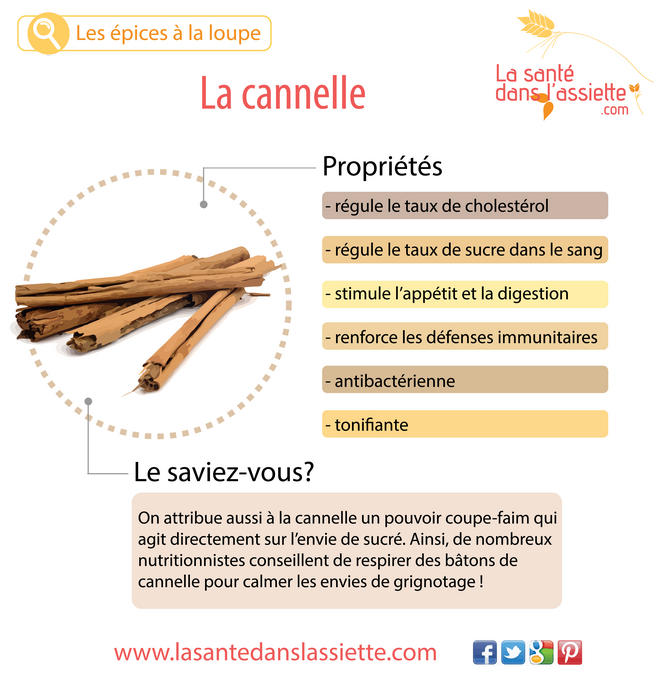 Les épices à la loupe
La santé
dans l'assiette
.com
La cannelle
Propriétés
- régule le taux de cholestérol
- régule le taux de sucre dans le sang
- stimule l'appétit et la digestion
- renforce les défenses immunitaires
- antibactérienne
- tonifiante
Le saviez-vous?
On attribue aussi à la cannelle un pouvoir coupe-faim qui
agit directement sur l'envie de sucré. Ainsi, de nombreux
nutritionnistes conseillent de respirer des bâtons de
cannelle pour calmer les envies de grignotage !
www.lasantedanslassiette.com